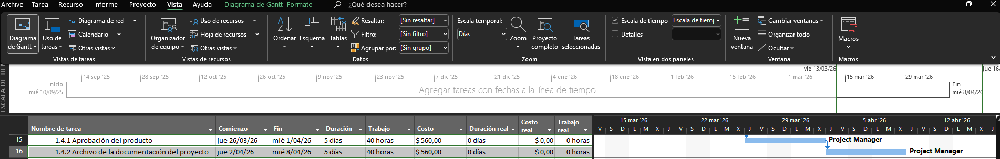 Archivo Tarea Recurso Informe Proyecto Vista Ayuda Diagrama de Gantt Formato ¿Qué desea hacer?
Diagrama de Gantt
Uso de tareas
Diagrama de red
Calendario
Otras vistas
Vistas de tareas
Organizador de equipo
Uso de recursos
Hoja de recursos
Otras vistas
Vistas de recursos
A
Z
Ordenar
Esquema
Tablas
Resaltar: [Sin resaltar]
Filtro: [Sin filtro]
Agrupar por: [Sin grupo]
Datos
Escala temporal:
Días
Zoom
Proyecto completo
Tareas seleccionadas
Zoom
Escala de tiempo Escala de tiem
Detalles
Vista en dos paneles
Nueva ventana
Cambiar ventanas
Organizar todo
Ocultar
Ventana
Macros
Macros
ESCALA DE TIE
vie 13/03/26 jue 16/
14 sep '25 28 sep '25 12 oct '25 26 oct '25 9 nov '25 23 nov '25 7 dic '25 21 dic '25 4 ene '26 18 ene '26 1 feb '26 15 feb '26 1 mar '26 15 mar '26 29 mar '26
Inicio
mié 10/09/25
Agregar tareas con fechas a la línea de tiempo
Fin
mié 8/04/26
Nombre de tarea Comienzo Fin Duración Trabajo Costo Duración real Costo real Trabajo real
15 1.4.1 Aprobación del producto jue 26/03/26 mié 1/04/26 5 días 40 horas $ 560,00 0 días $ 0,00 0 horas
16 1.4.2 Archivo de la documentación del proyecto jue 2/04/26 mié 8/04/26 5 días 40 horas $ 560,00 0 días $ 0,00 0 horas
15 mar '26 22 mar '26 29 mar '26 5 abr '26 12 abr '26
V S D L M X J V S D L M X J V S D L M X J V S D L M X J V S D L M X J
Project Manager
Project Manager